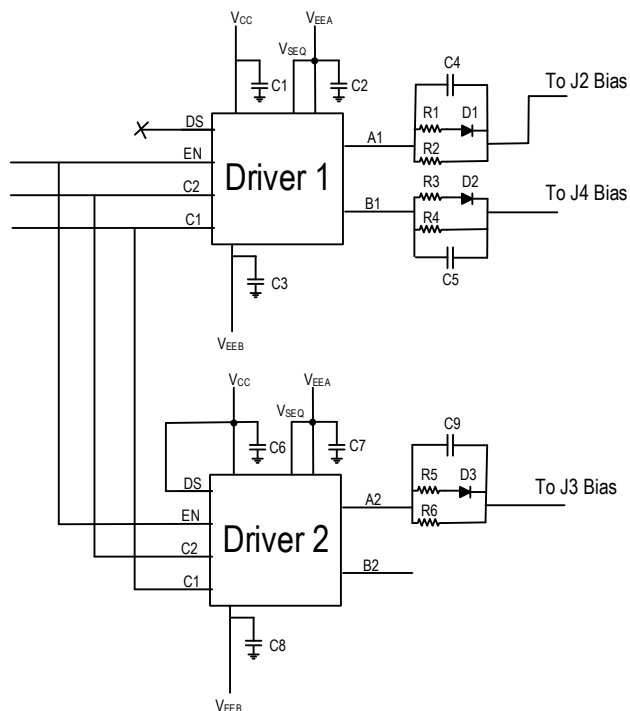 VCC
VEEA
VSEQ
C1
C2
C4
To J2 Bias
DS
R1
D1
A1
R2
EN
Driver 1
C2
R3
D2
To J4 Bias
B1
C1
R4
C3
C5
VEEB
VCC
VEEA
VSEQ
C9
C6
C7
DS
R5
D3
To J3 Bias
A2
R6
EN
Driver 2
C2
B2
C1
C8
VEEB